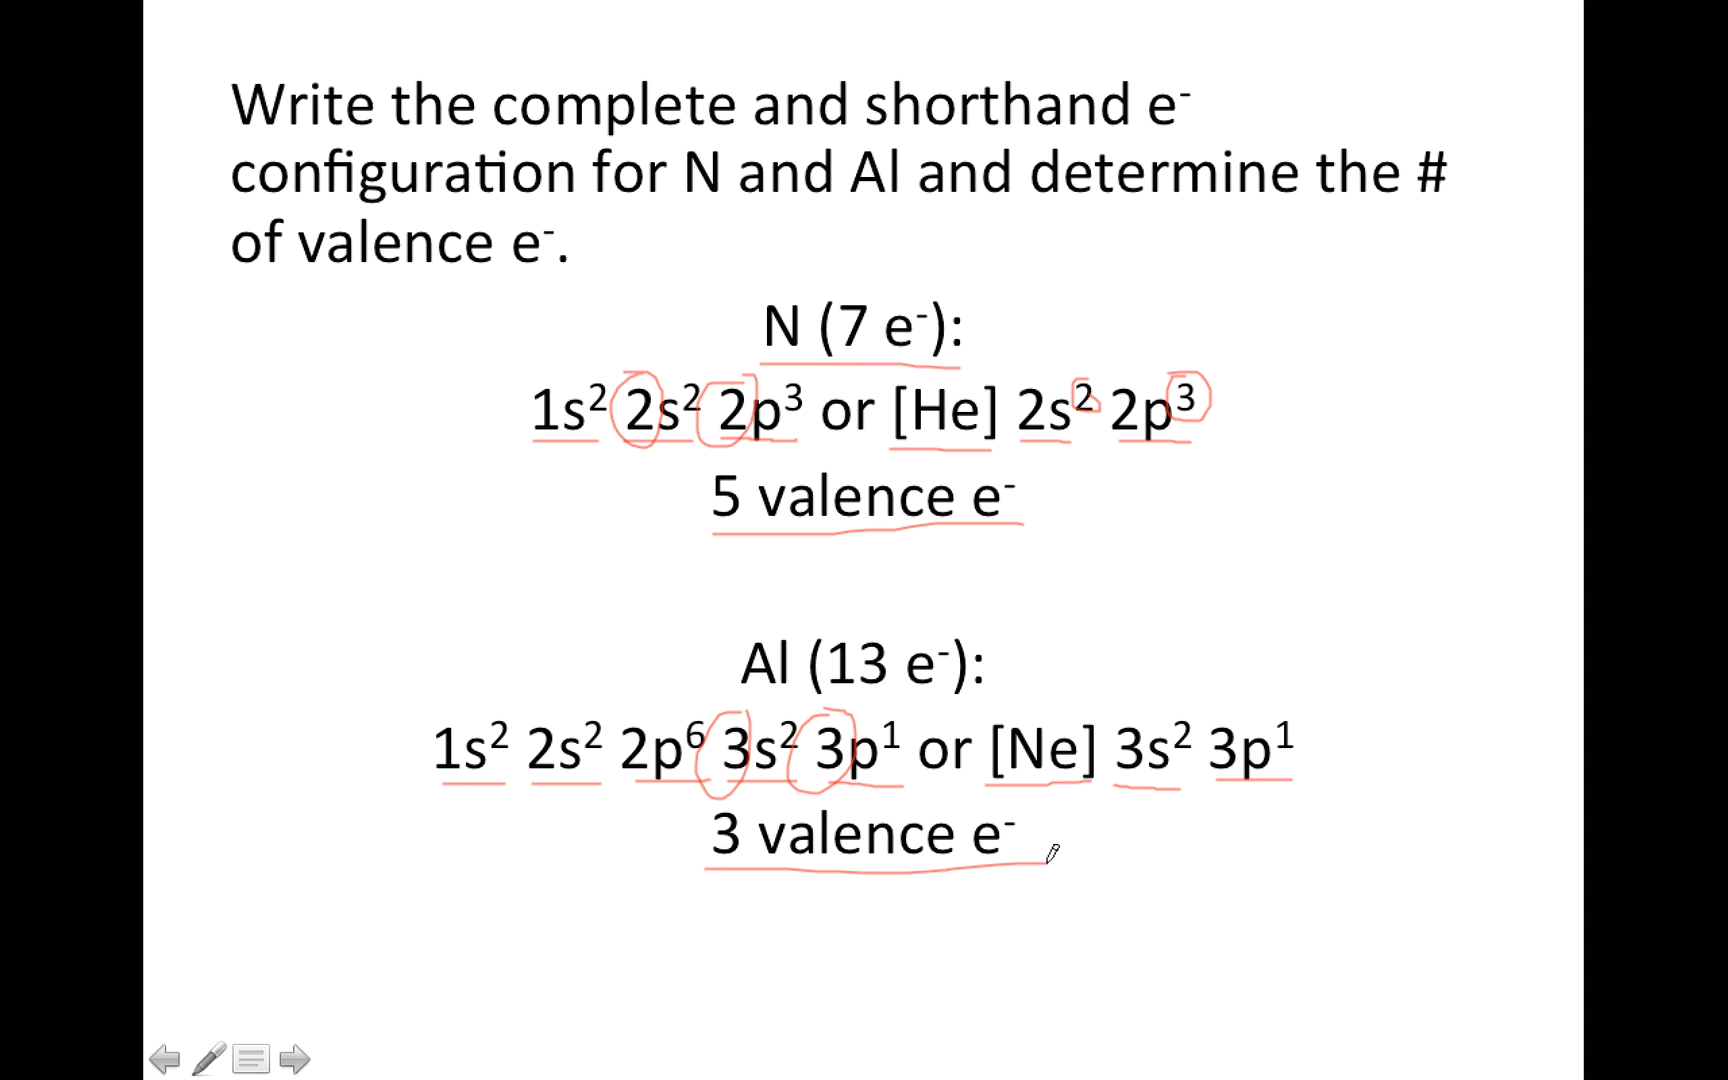 Write the complete and shorthand e⁻
configuration for N and Al and determine the #
of valence e⁻.
N (7 e⁻):
1s² 2s² 2p³ or [He] 2s² 2p³
5 valence e⁻
Al (13 e⁻):
1s² 2s² 2p⁶ 3s² 3p¹ or [Ne] 3s² 3p¹
3 valence e⁻